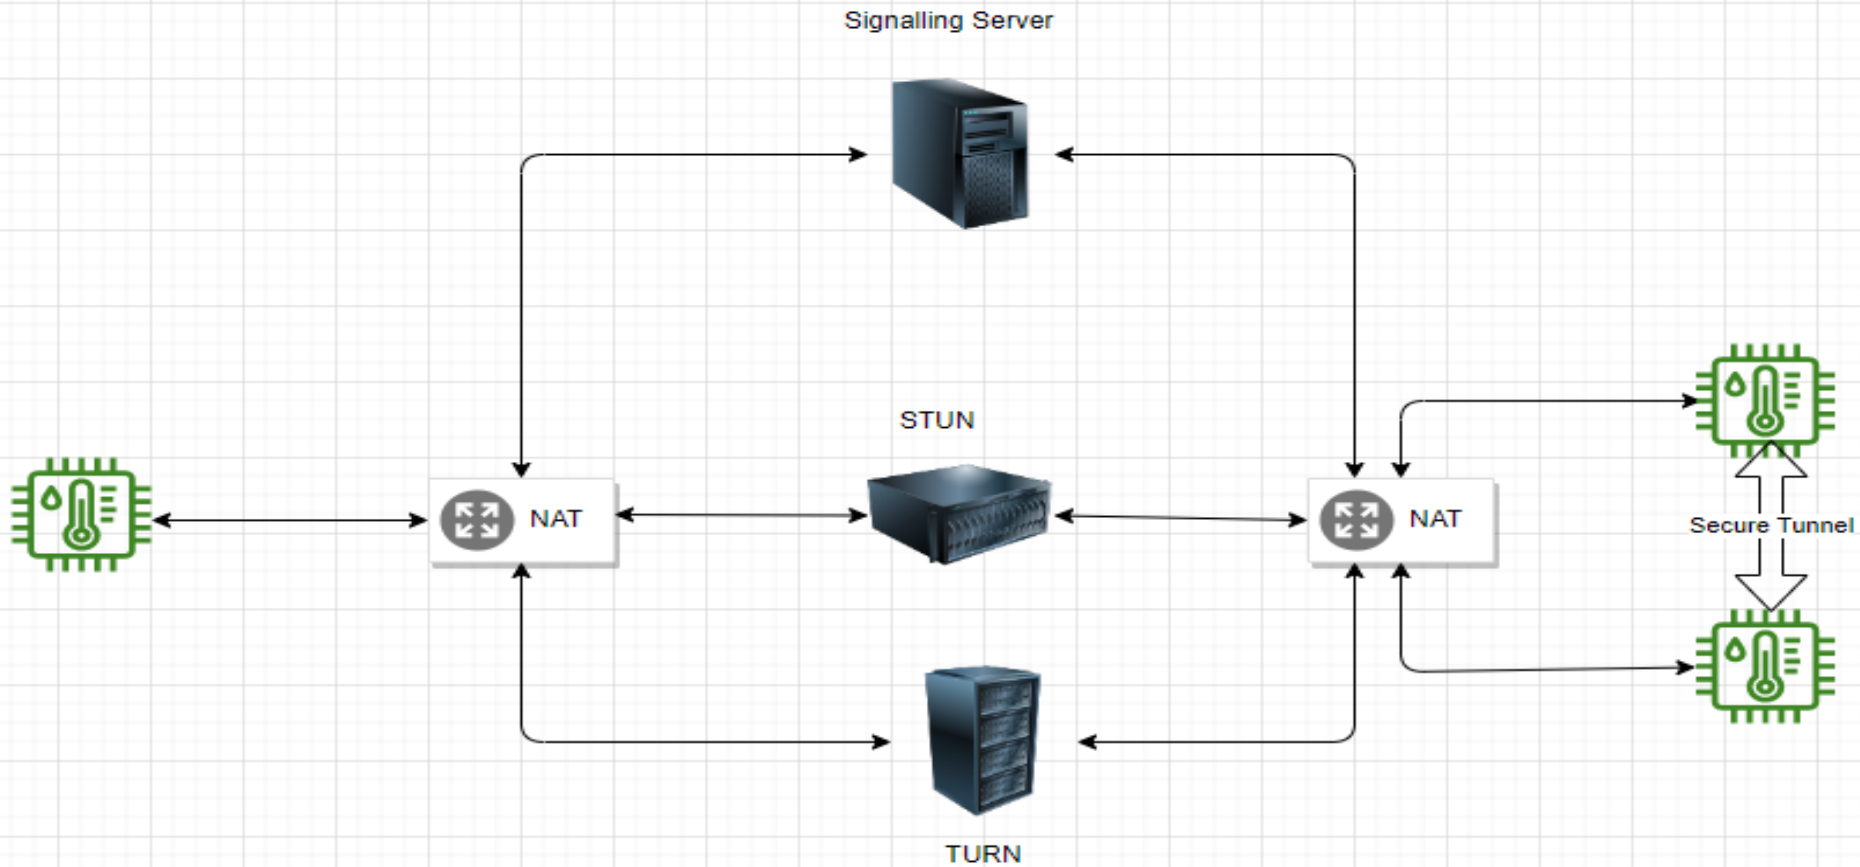 Signalling Server
STUN
NAT
NAT
Secure Tunnel
TURN